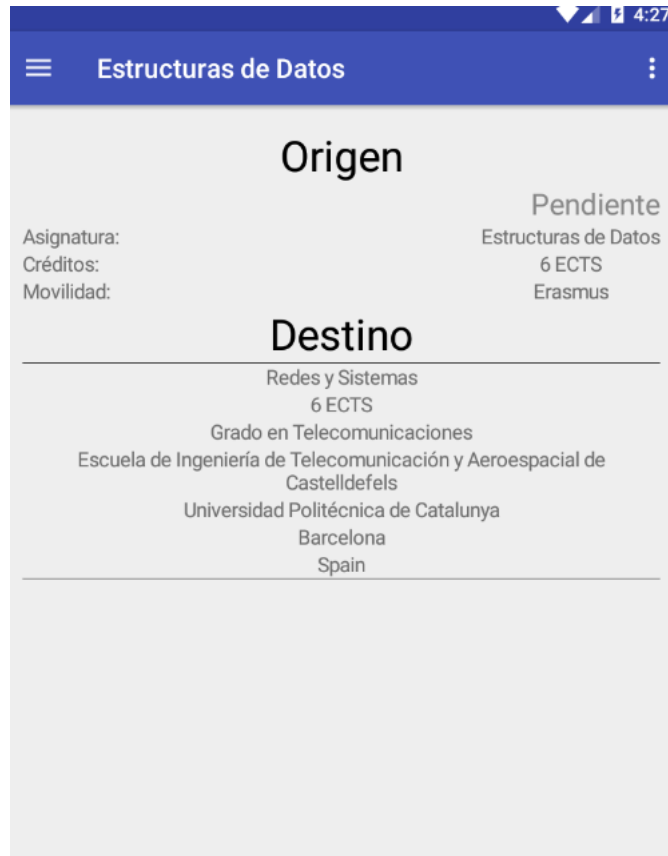 4:27
Estructuras de Datos
Origen
Pendiente
Asignatura: Estructuras de Datos
Créditos: 6 ECTS
Movilidad: Erasmus
Destino
Redes y Sistemas
6 ECTS
Grado en Telecomunicaciones
Escuela de Ingeniería de Telecomunicación y Aeroespacial de
Castelldefels
Universidad Politécnica de Catalunya
Barcelona
Spain